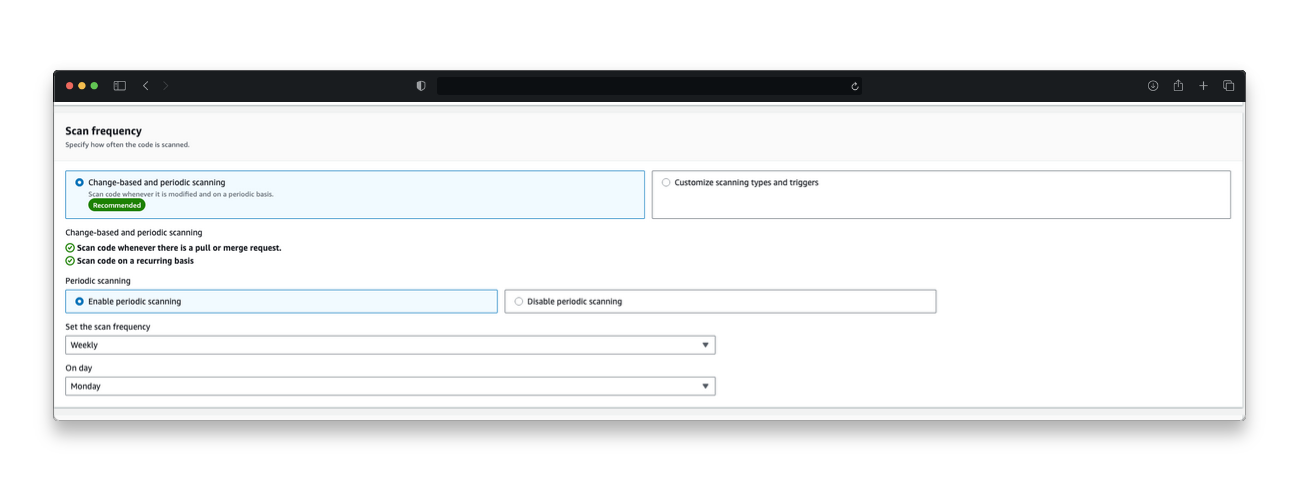 Scan frequency
Specify how often the code is scanned.
Change-based and periodic scanning
Scan code whenever it is modified and on a periodic basis.
Recommended
Customize scanning types and triggers
Change-based and periodic scanning
Scan code whenever there is a pull or merge request.
Scan code on a recurring basis
Periodic scanning
Enable periodic scanning
Disable periodic scanning
Set the scan frequency
Weekly
On day
Monday